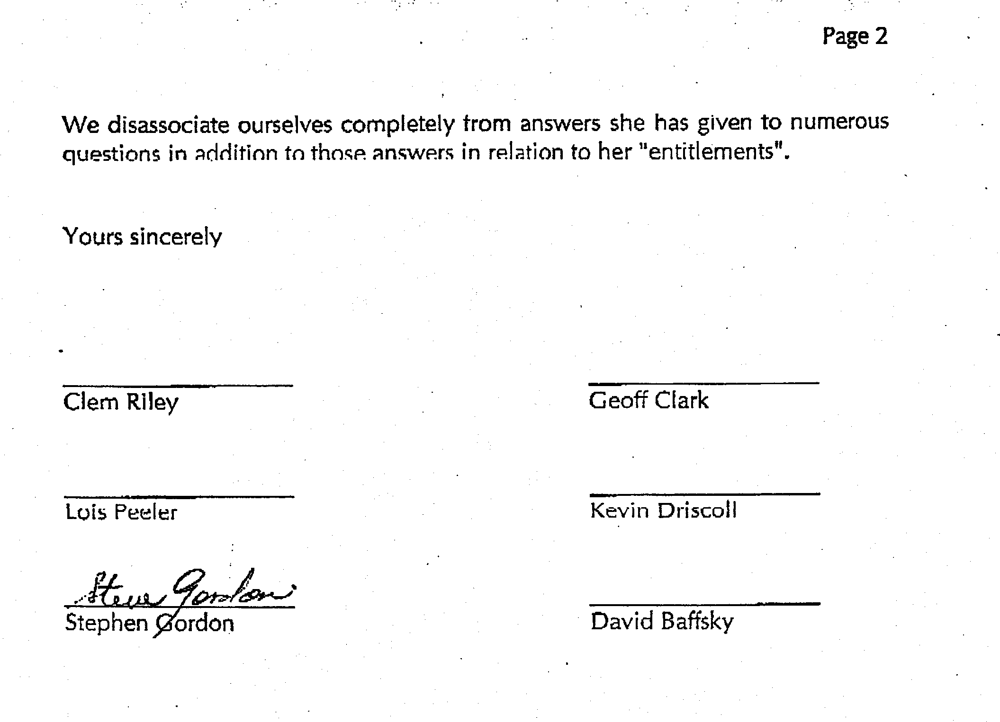 Page 2
We disassociate ourselves completely from answers she has given to numerous
questions in addition to those answers in relation to her "entitlements".
Yours sincerely
Clem Riley
Geoff Clark
Lois Peeler
Kevin Driscoll
Steve Gordon
Stephen Gordon
David Baffsky